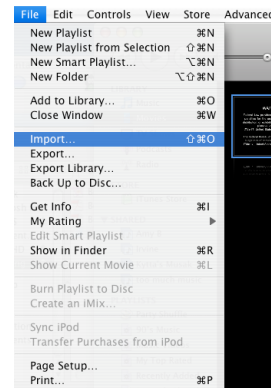 File Edit Controls View Store Advanced
New Playlist ⌘N
New Playlist from Selection ⇧⌘N
New Smart Playlist... ⌥⌘N
New Folder ⌥⇧⌘N
Add to Library... ⌘O
Close Window ⌘W
Import... ⇧⌘O
Export...
Export Library...
Back Up to Disc...
Get Info ⌘I
My Rating ▶
Edit Smart Playlist
Show in Finder ⌘R
Show Current Movie ⌘L
Burn Playlist to Disc
Create an iMix...
Sync iPod
Transfer Purchases from iPod
Page Setup...
Print... ⌘P